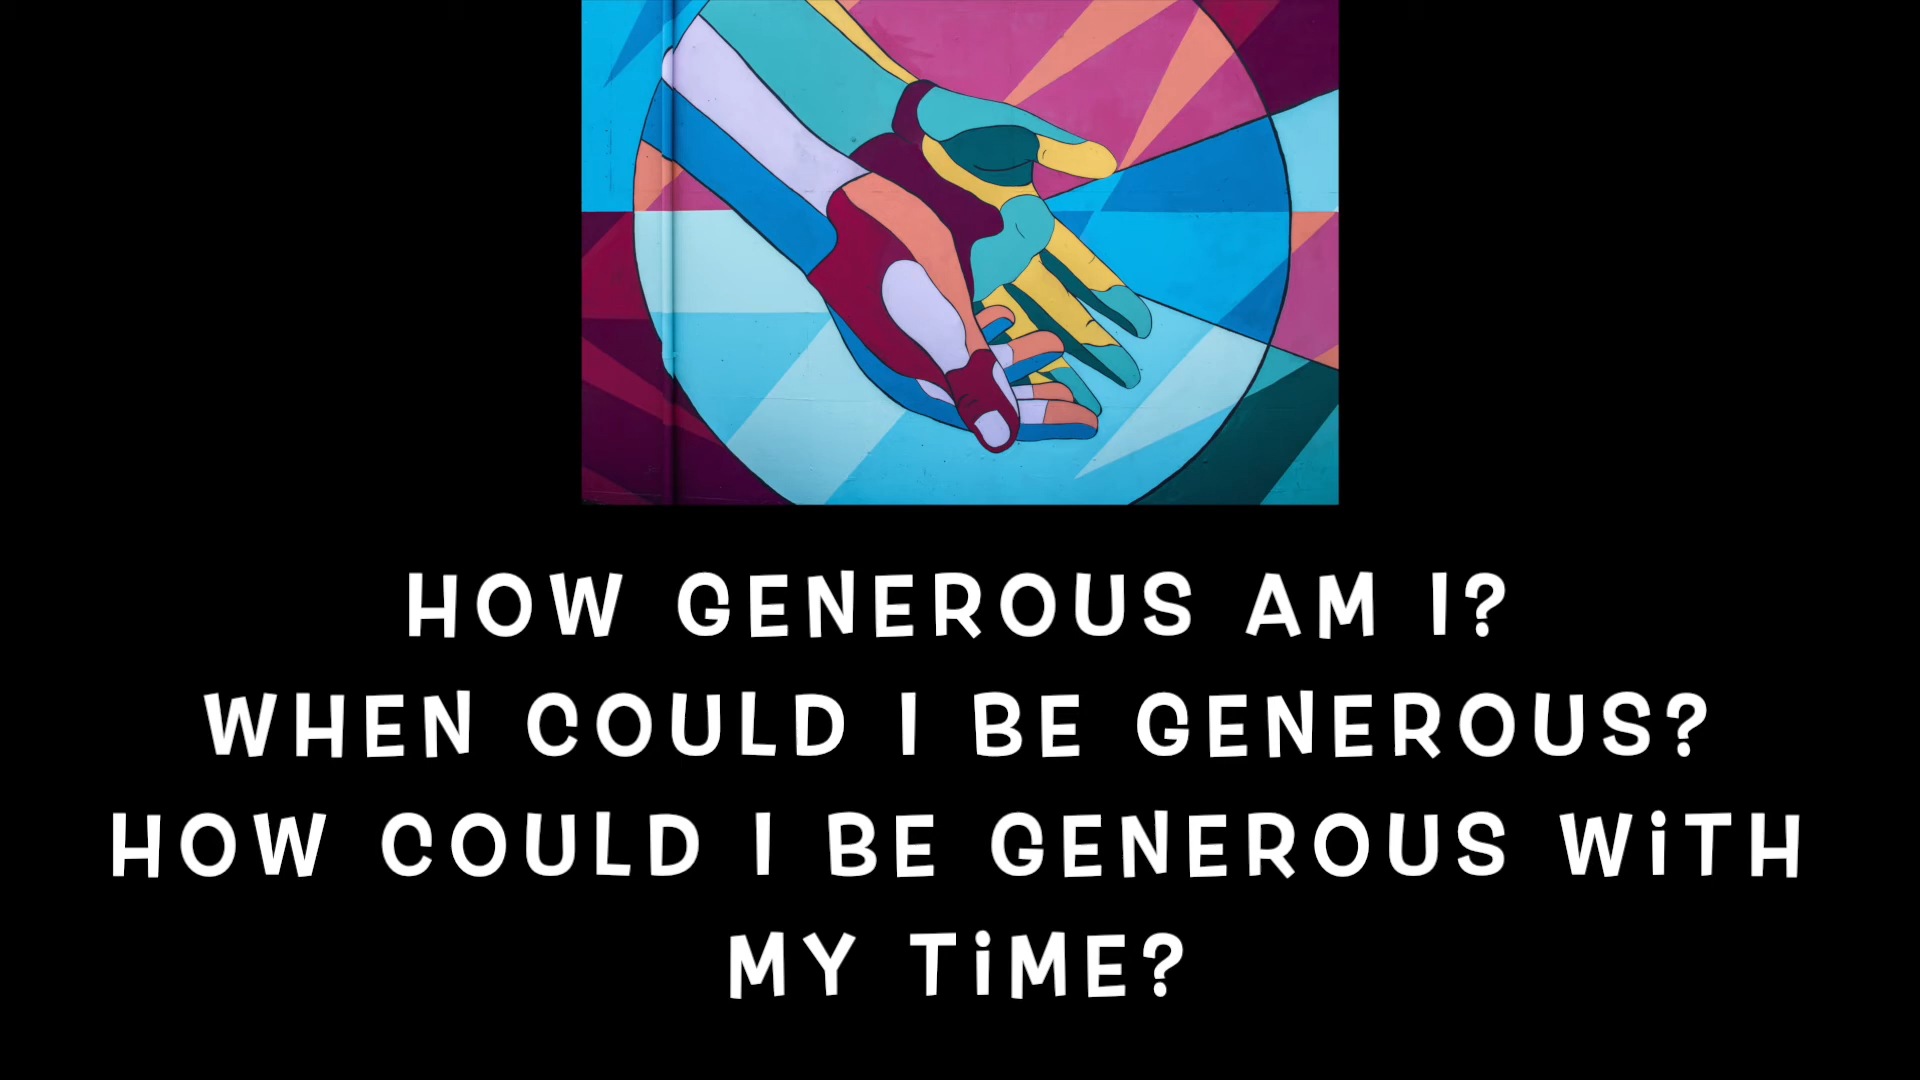 HOW GENEROUS AM I?
WHEN COULD I BE GENEROUS?
HOW COULD I BE GENEROUS WiTH
MY TiME?